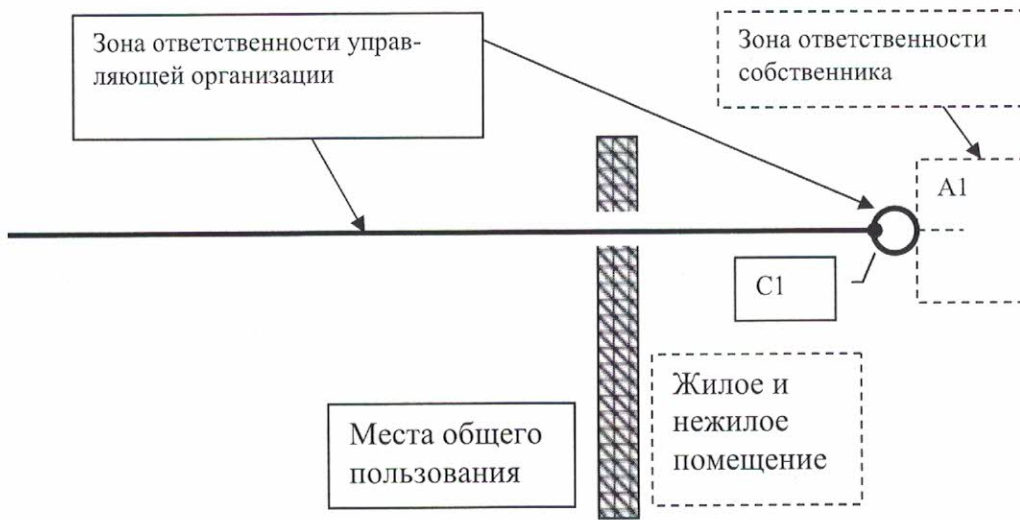 Зона ответственности управ-
ляющей организации
Зона ответственности
собственника
А1
С1
Места общего
пользования
Жилое и
нежилое
помещение